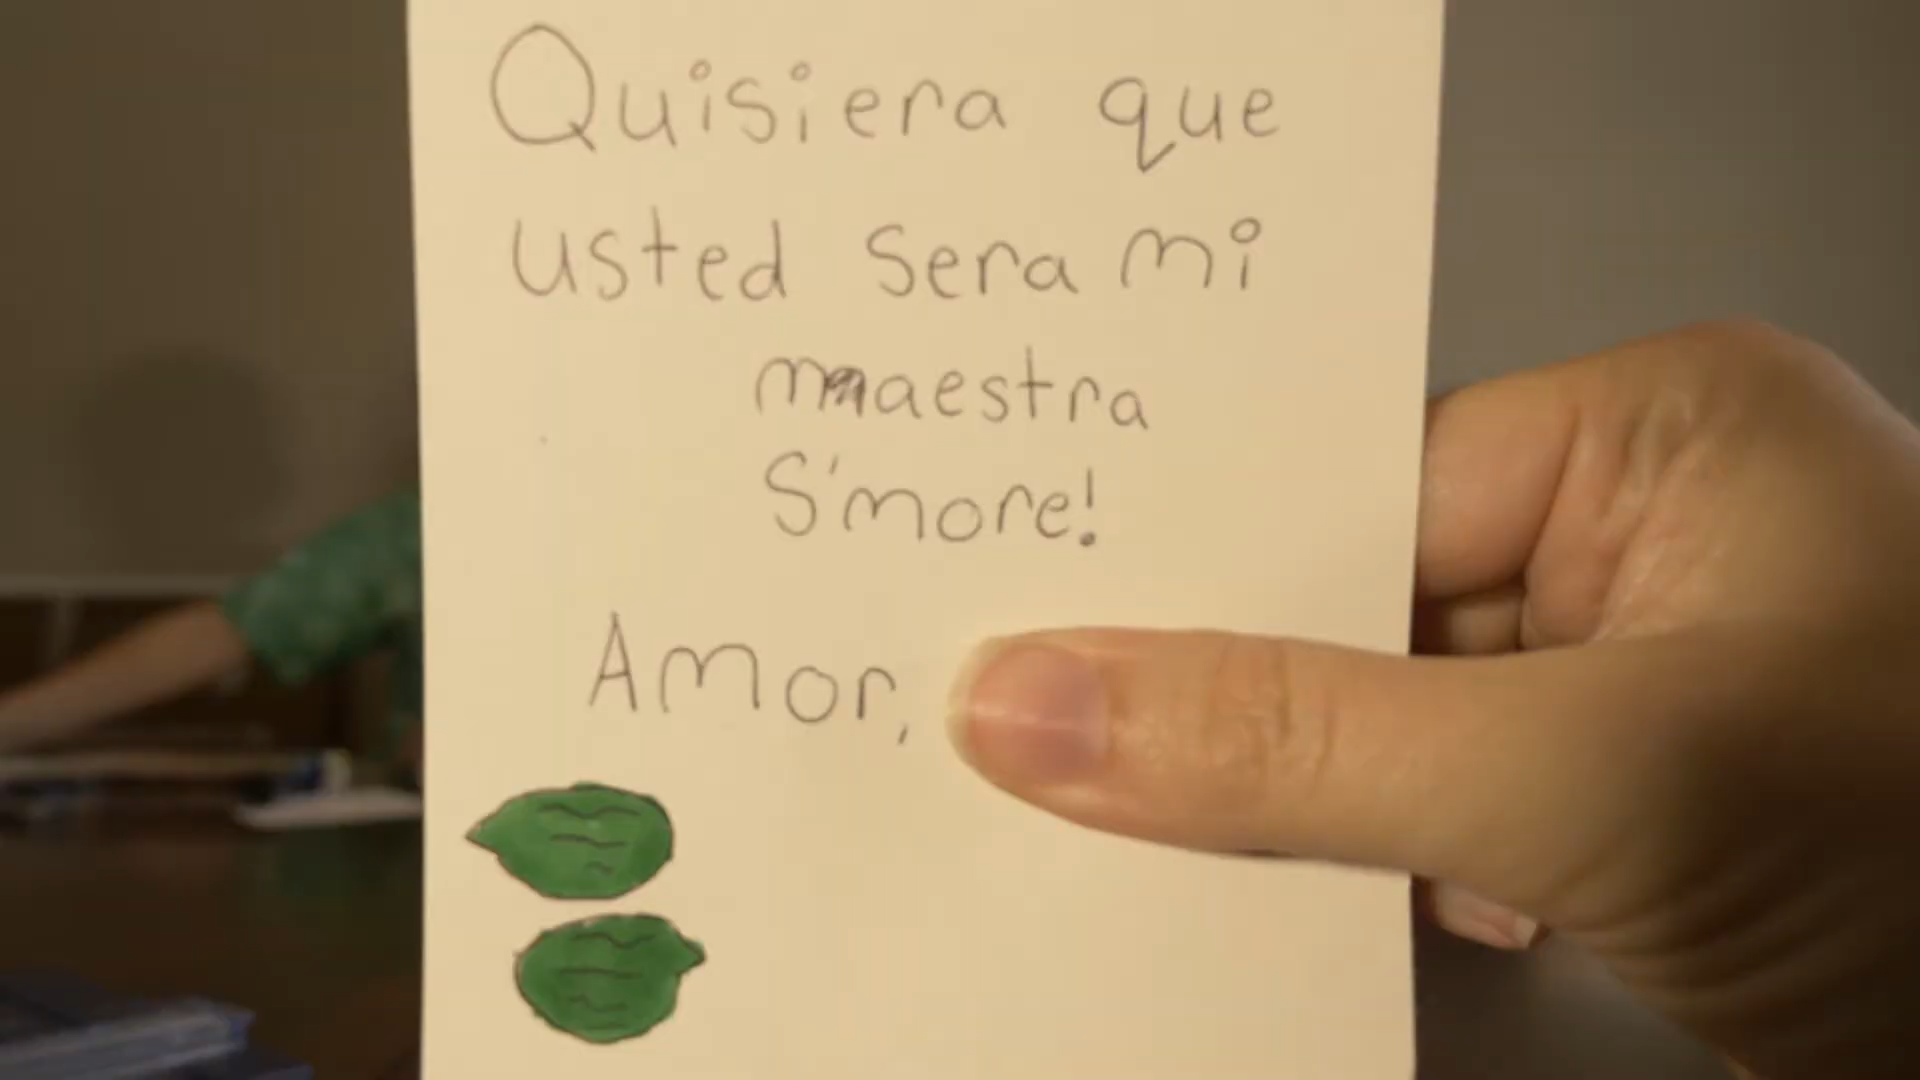 Quisiera que
usted sera mi
maestra
S'more!
Amor,